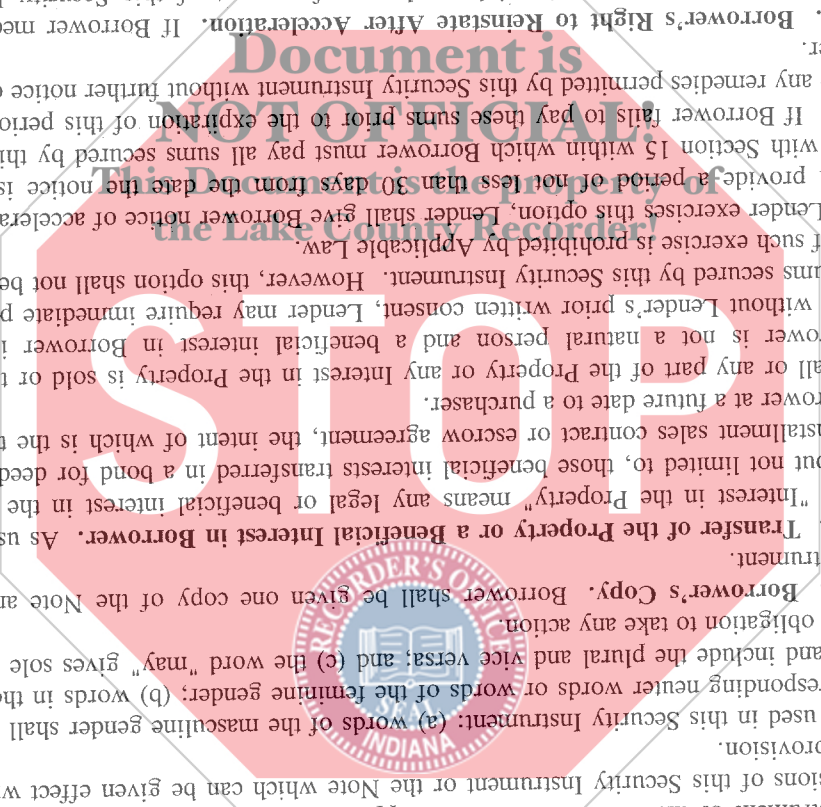 sions of this Security Instrument or the Note which can be given effect w
provision.
used in this Security Instrument: (a) words of the masculine gender shall
responding neuter words or words of the feminine gender; (b) words in the
and include the plural and vice versa; and (c) the word "may" gives sole
obligation to take any action.
Borrower's Copy. Borrower shall be given one copy of the Note an
trument.
Transfer of the Property or a Beneficial Interest in Borrower. As us
"Interest in the Property" means any legal or beneficial interest in the
but not limited to, those beneficial interests transferred in a bond for deed
nstallment sales contract or escrow agreement, the intent of which is the t
rower at a future date to a purchaser.
all or any part of the Property or any Interest in the Property is sold or t
rower is not a natural person and a beneficial interest in Borrower i
without Lender's prior written consent, Lender may require immediate p
ums secured by this Security Instrument. However, this option shall not be
f such exercise is prohibited by Applicable Law.
Lender exercises this option, Lender shall give Borrower notice of accelera
provide a period of not less than 30 days from the date the notice is
with Section 15 within which Borrower must pay all sums secured by thi
If Borrower fails to pay these sums prior to the expiration of this perio
any remedies permitted by this Security Instrument without further notice o
er.
. Borrower's Right to Reinstate After Acceleration. If Borrower mee
Document is
NOT OFFICIAL!
This Document is the property of
the Lake County Recorder!
STOP
RECORDER'S OFFICE
SEAL
INDIANA